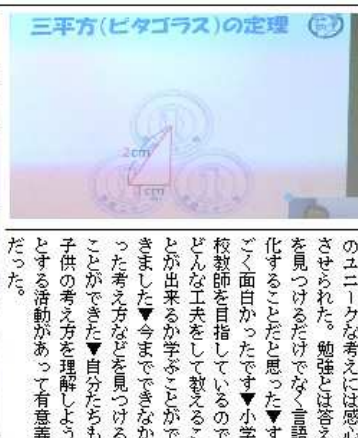 三平方(ピタゴラス)の定理
2cm
1cm
のユニークな考えには感心
させられた。勉強とは答え
を見つけるだけでなく言語
化することだと思った▼す
ごく面白かったです▼小学
校教師を目指しているので
どんな工夫をして教えるこ
とが出来るか学ぶことがで
きました▼今までできなか
った考え方などを見つける
ことができた▼自分たちも
子供の考え方を理解しよう
とする活動があって有意義
だった。